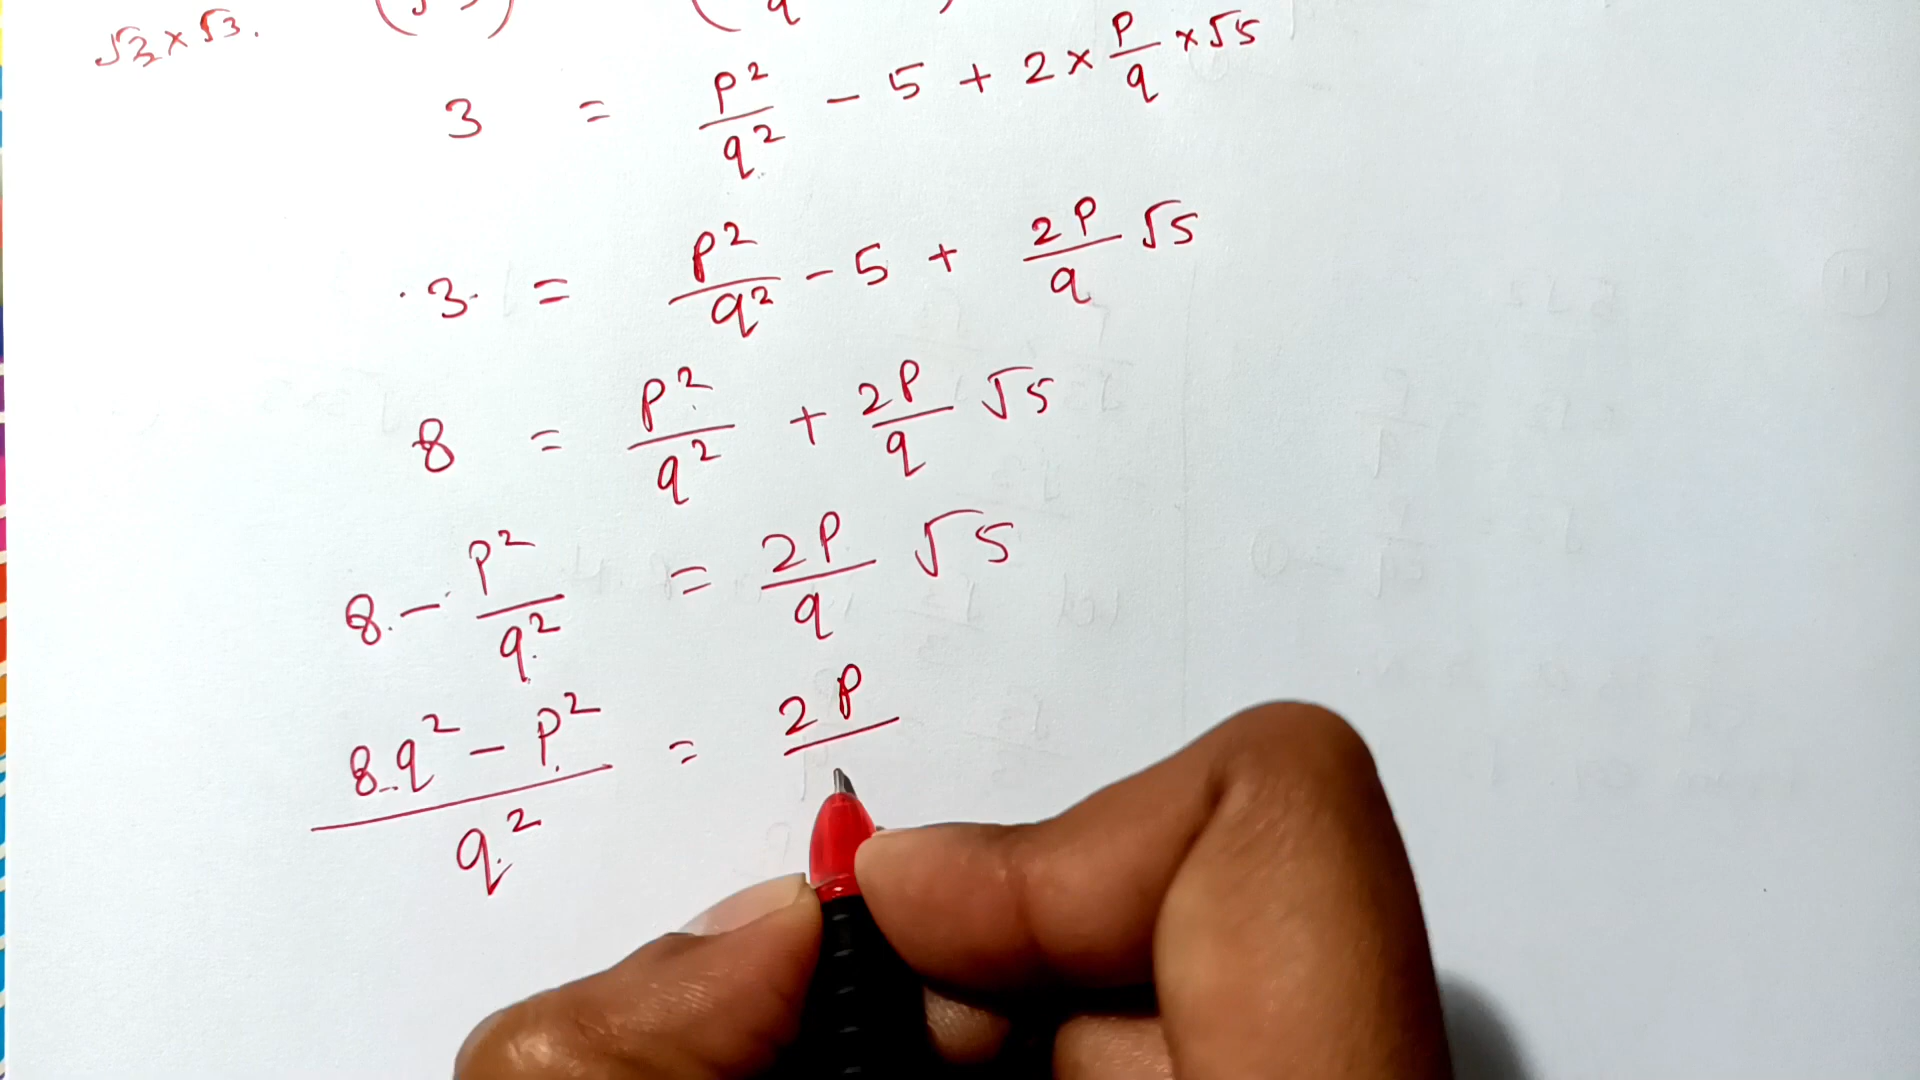 √3 × √3.
3 = p²/q² - 5 + 2 × p/q × √5
3 = p²/q² - 5 + 2p/q √5
8 = p²/q² + 2p/q √5
8 - p²/q² = 2p/q √5
8q² - p²/q² = 2p